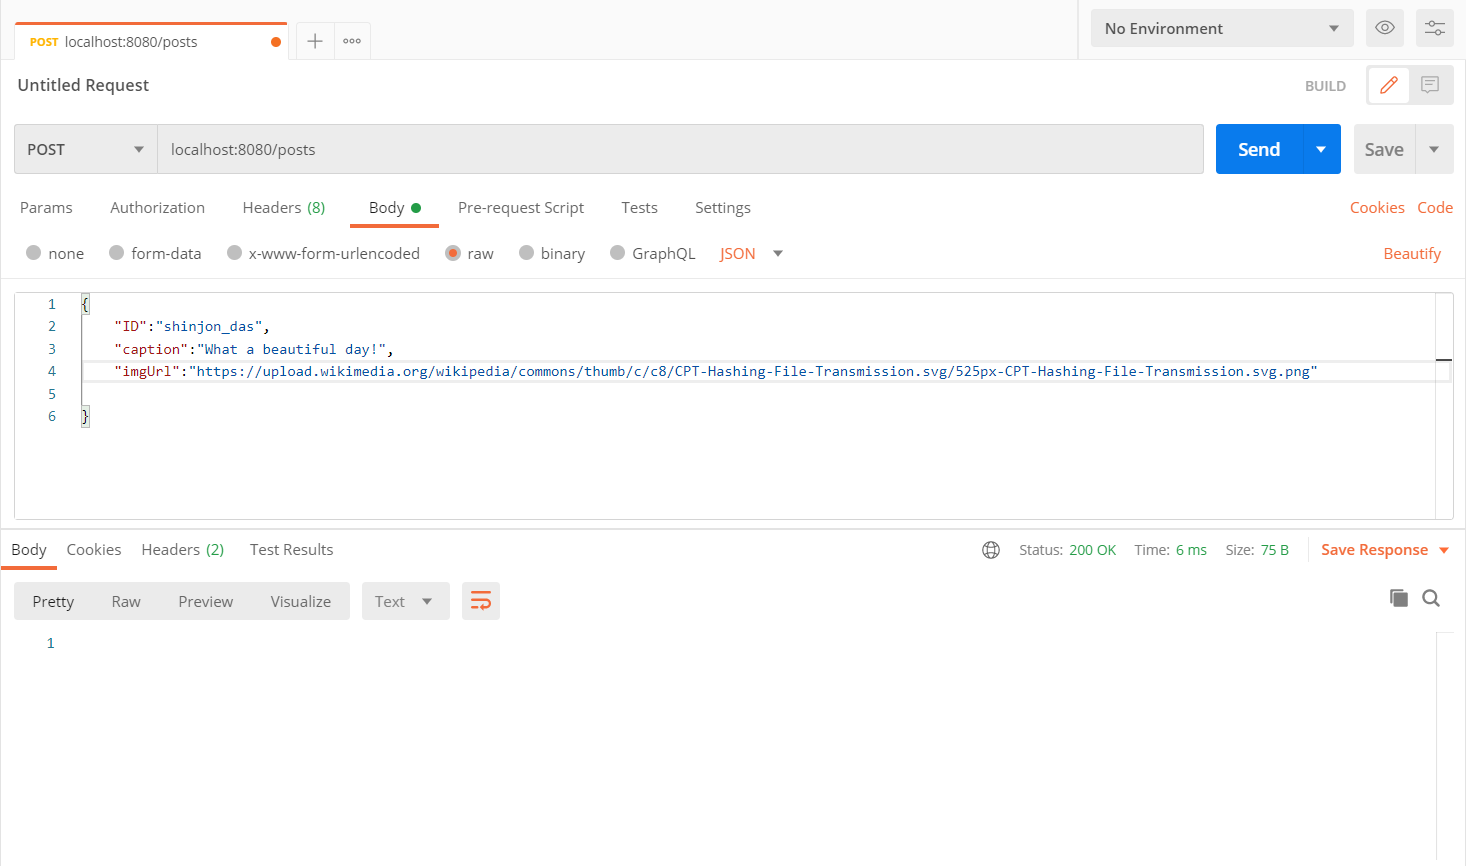 POST localhost:8080/posts
No Environment
Untitled Request
BUILD
POST localhost:8080/posts Send Save
Params Authorization Headers (8) Body Pre-request Script Tests Settings Cookies Code
none form-data x-www-form-urlencoded raw binary GraphQL JSON Beautify
1 {
2 "ID":"shinjon_das",
3 "caption":"What a beautiful day!",
4 "imgUrl":"https://upload.wikimedia.org/wikipedia/commons/thumb/c/c8/CPT-Hashing-File-Transmission.svg/525px-CPT-Hashing-File-Transmission.svg.png"
5
6 }
Body Cookies Headers (2) Test Results Status: 200 OK Time: 6 ms Size: 75 B Save Response
Pretty Raw Preview Visualize Text
1